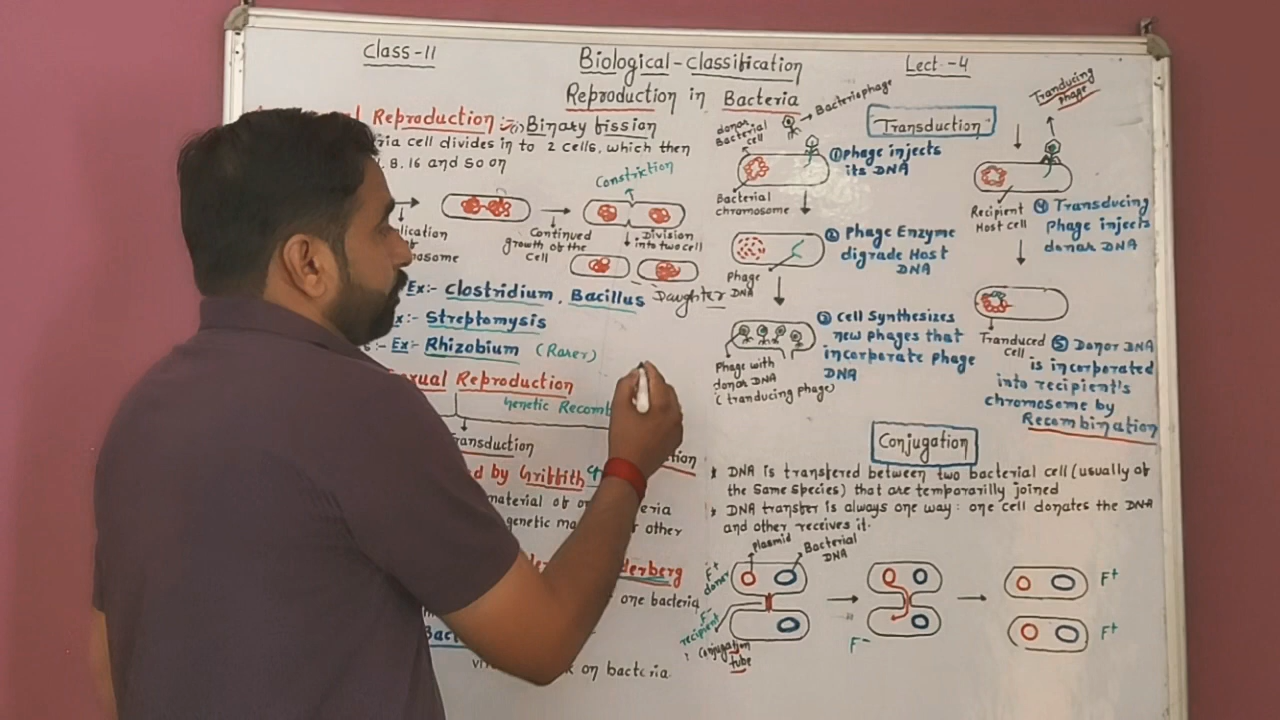 Class-11
Biological-classification
Lect-4
Reproduction in Bacteria
Reproduction :- (i) Binary fission
cell divides in to 2 cells, which then
8, 16 and so on
Constriction
Continued
growth of the
cell
Division
into two cell
Ex:- Clostridium, Bacillus
Daughter
Ex:- Streptomysis
Ex:- Rhizobium (Rarer)
Reproduction
Genetic
by Griffith
material of
genetic
other
one bacteria
on bacteria
donor
Bacterial
cell
Bacteriophage
Transduction
Tranducing
phage
① Phage injects
its DNA
Bacterial
chromosome
② Phage Enzyme
digrade Host
DNA
Phage
DNA
③ Cell Synthesizes
new phages that
incorporate phage
DNA
Phage with
donor DNA
(tranducing phage)
Recipient
Host cell
④ Transducing
phage injects
donor DNA
Tranduced
cell
⑤ Donor DNA
is incorporated
into recipient's
chromosome by
Recombination
Conjugation
* DNA is transfered between two bacterial cell (usually of
the Same species) that are temporarilly joined
* DNA transfer is always one way: one cell donates the DNA
and other receives it.
plasmid
Bacterial
DNA
F+
donor
F-
recipient
Conjugation
tube
F-
F+
F+